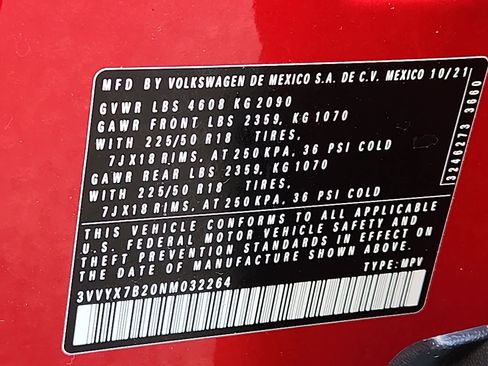 MFD BY VOLKSWAGEN DE MEXICO S.A. DE C.V. MEXICO 10/21
GVWR LBS 4608 KG 2090
GAWR FRONT LBS 2359, KG 1070
WITH 225/50 R18 TIRES,
7JX18 RIMS, AT 250 KPA, 36 PSI COLD
GAWR REAR LBS 2359, KG 1070
WITH 225/50 R18 TIRES,
7JX18 RIMS, AT 250 KPA, 36 PSI COLD
THIS VEHICLE CONFORMS TO ALL APPLICABLE
U.S. FEDERAL MOTOR VEHICLE SAFETY AND
THEFT PREVENTION STANDARDS IN EFFECT ON
THE DATE OF MANUFACTURE SHOWN ABOVE.
3VVYX7B20NM032264
TYPE: MPV
3246273 3660